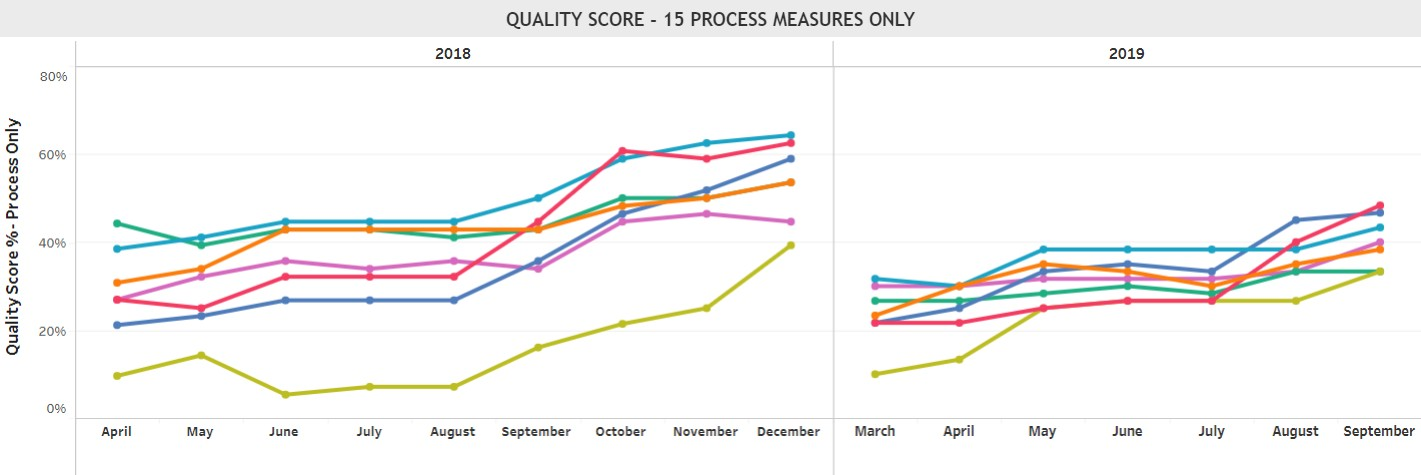 QUALITY SCORE - 15 PROCESS MEASURES ONLY
2018 2019
Quality Score %- Process Only
80%
60%
40%
20%
0%
April May June July August September October November December March April May June July August September